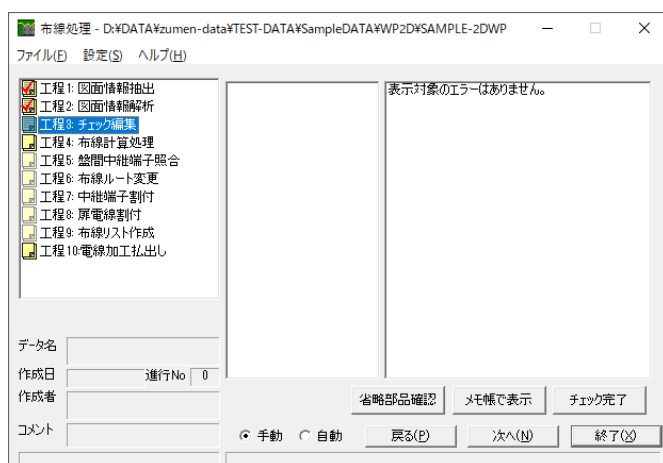 布線処理 - D:¥DATA¥zumen-data¥TEST-DATA¥SampleDATA¥WP2D¥SAMPLE-2DWP
ファイル(F) 設定(S) ヘルプ(H)
工程1: 図面情報抽出
工程2: 図面情報解析
工程3: チェック編集
工程4: 布線計算処理
工程5: 盤間中継端子照合
工程6: 布線ルート変更
工程7: 中継端子割付
工程8: 扉電線割付
工程9: 布線リスト作成
工程10:電線加工払出し
表示対象のエラーはありません。
データ名
作成日 進行No 0
作成者
コメント
省略部品確認 メモ帳で表示 チェック完了
手動 自動 戻る(P) 次へ(N) 終了(X)